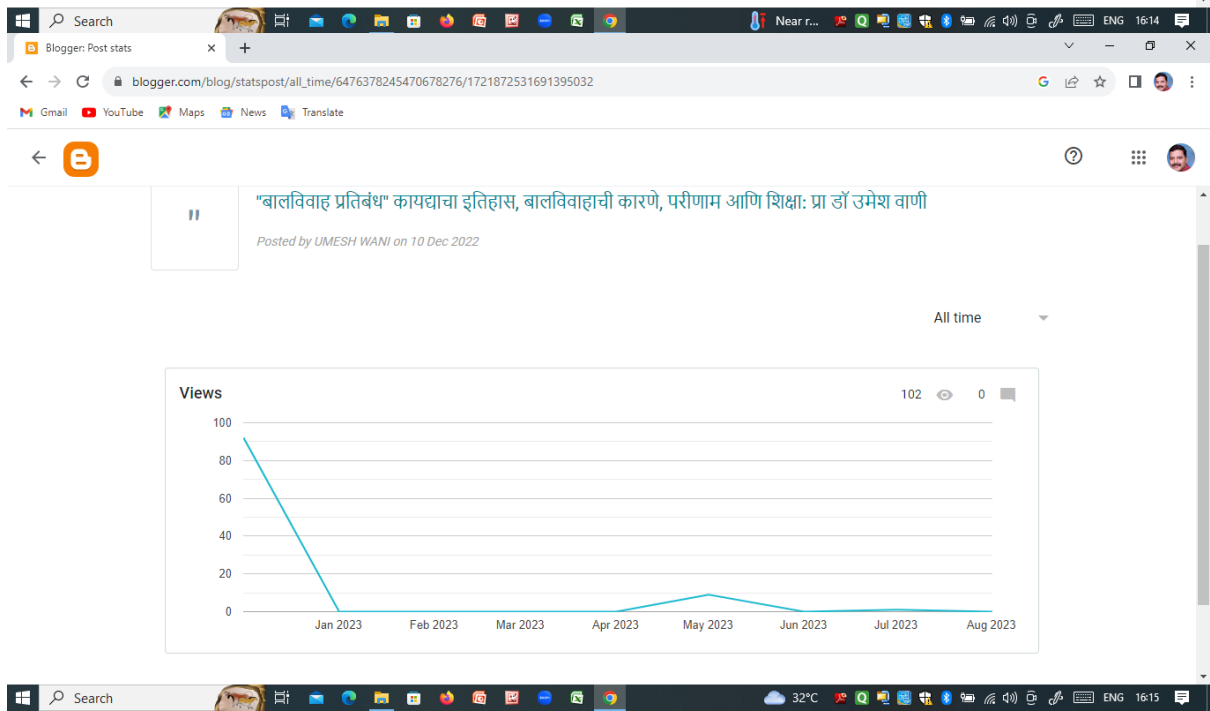 Search
Near r...
ENG 16:14
Blogger: Post stats
blogger.com/blog/statspost/all_time/6476378245470678276/1721872531691395032
Gmail YouTube Maps News Translate
"बालविवाह प्रतिबंध" कायद्याचा इतिहास, बालविवाहाची कारणे, परीणाम आणि शिक्षा: प्रा डॉ उमेश वाणी
"
Posted by UMESH WANI on 10 Dec 2022
All time
Views
102
0
100
80
60
40
20
0
Jan 2023 Feb 2023 Mar 2023 Apr 2023 May 2023 Jun 2023 Jul 2023 Aug 2023
Search
32°C
ENG 16:15